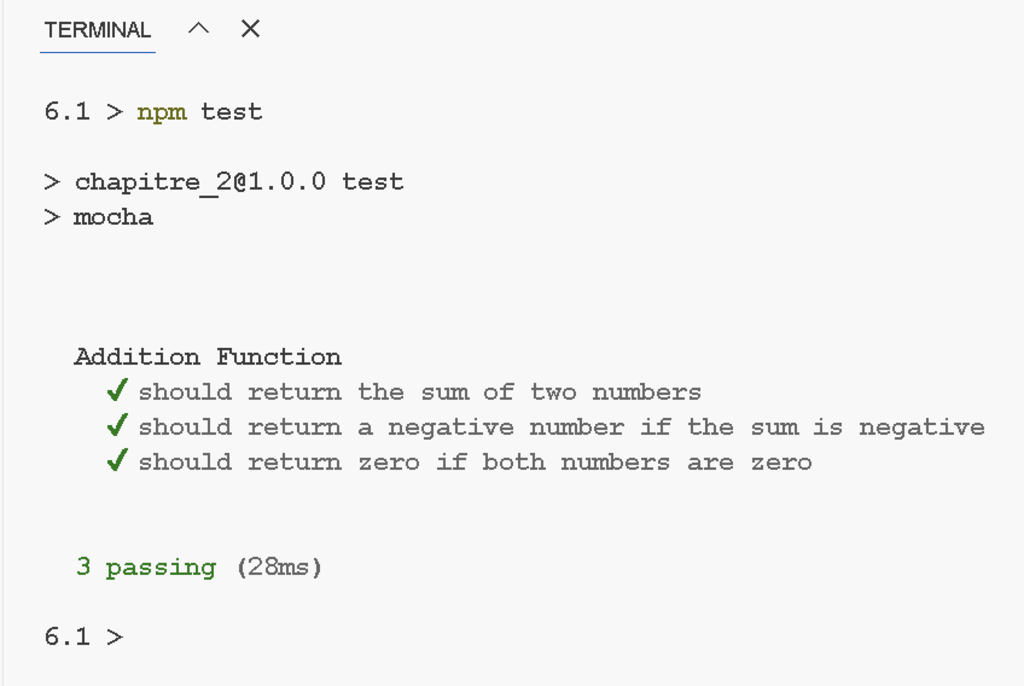 TERMINAL
6.1 > npm test
> chapitre_2@1.0.0 test
> mocha
Addition Function
✓ should return the sum of two numbers
✓ should return a negative number if the sum is negative
✓ should return zero if both numbers are zero
3 passing (28ms)
6.1 >